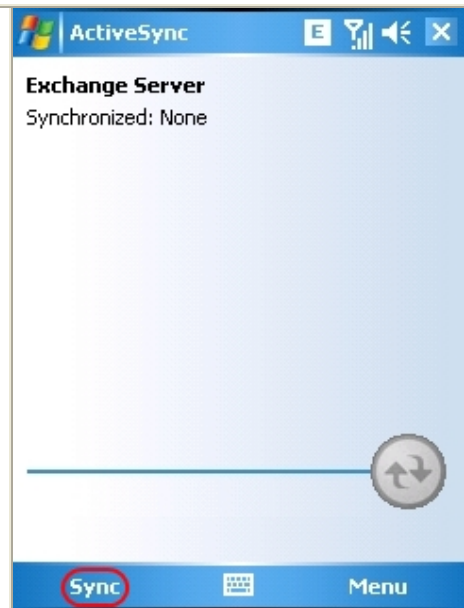 ActiveSync
E
Exchange Server
Synchronized: None
Sync
Menu